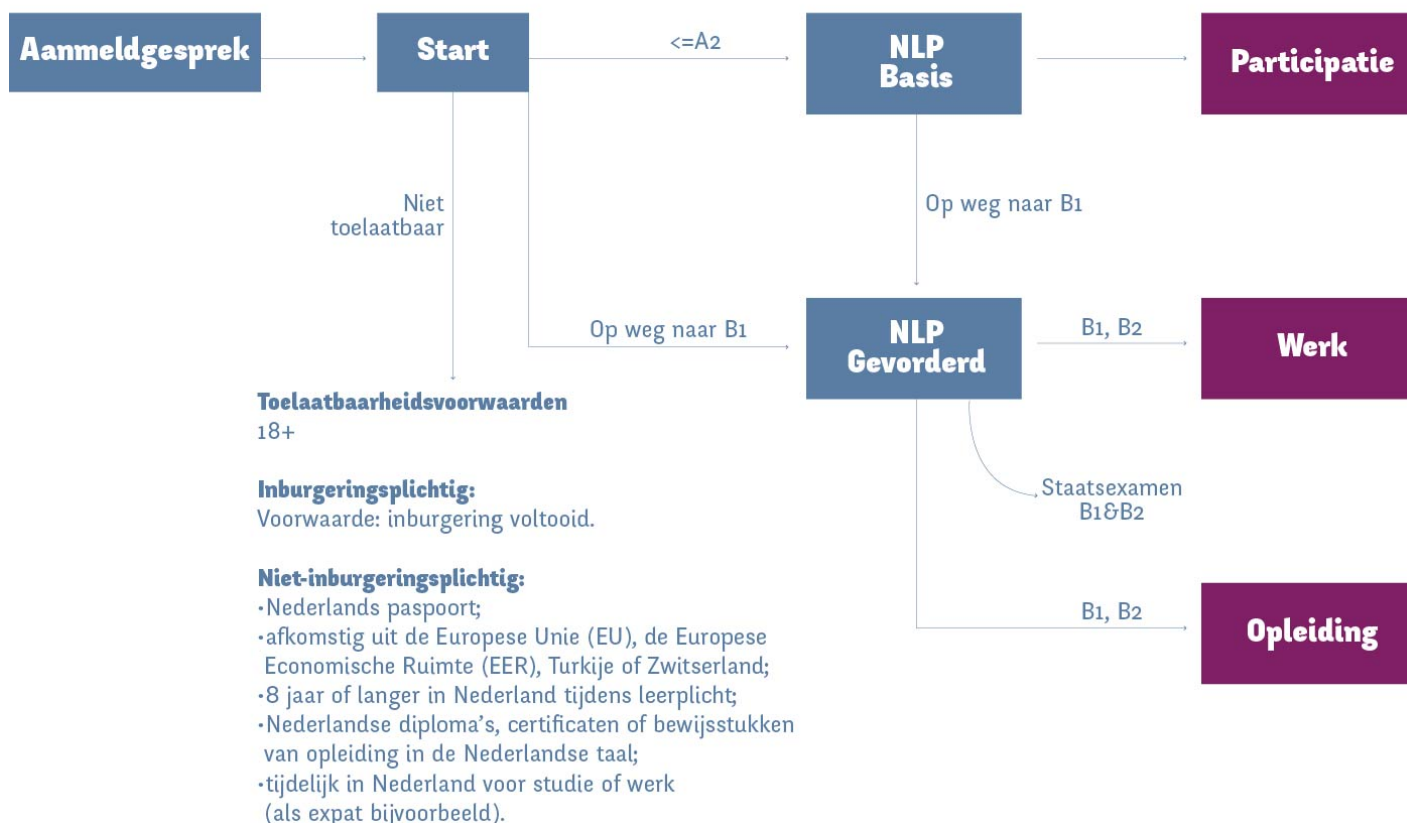 Aanmeldgesprek
Start
<=A2
NLP
Basis
Participatie
Niet
toelaatbaar
Op weg naar B1
Op weg naar B1
NLP
Gevorderd
B1, B2
Werk
Staatsexamen
B1&B2
B1, B2
Opleiding
Toelaatbaarheidsvoorwaarden
18+
Inburgeringsplichtig:
Voorwaarde: inburgering voltooid.
Niet-inburgeringsplichtig:
•Nederlands paspoort;
•afkomstig uit de Europese Unie (EU), de Europese
Economische Ruimte (EER), Turkije of Zwitserland;
•8 jaar of langer in Nederland tijdens leerplicht;
•Nederlandse diploma’s, certificaten of bewijsstukken
van opleiding in de Nederlandse taal;
•tijdelijk in Nederland voor studie of werk
(als expat bijvoorbeeld).